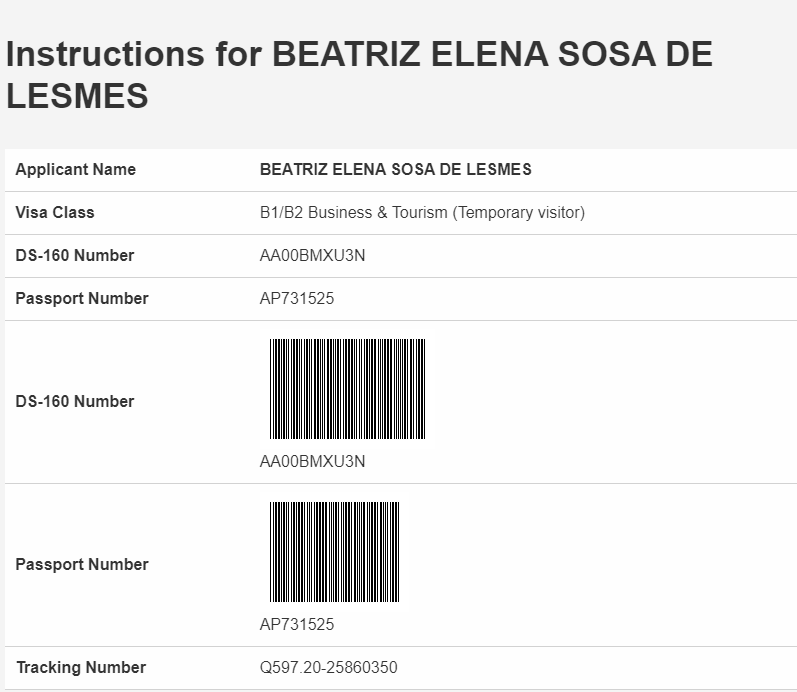 Instructions for BEATRIZ ELENA SOSA DE
LESMES
Applicant Name BEATRIZ ELENA SOSA DE LESMES
Visa Class B1/B2 Business & Tourism (Temporary visitor)
DS-160 Number AA00BMXU3N
Passport Number AP731525
DS-160 Number
AA00BMXU3N
Passport Number
AP731525
Tracking Number Q597.20-25860350